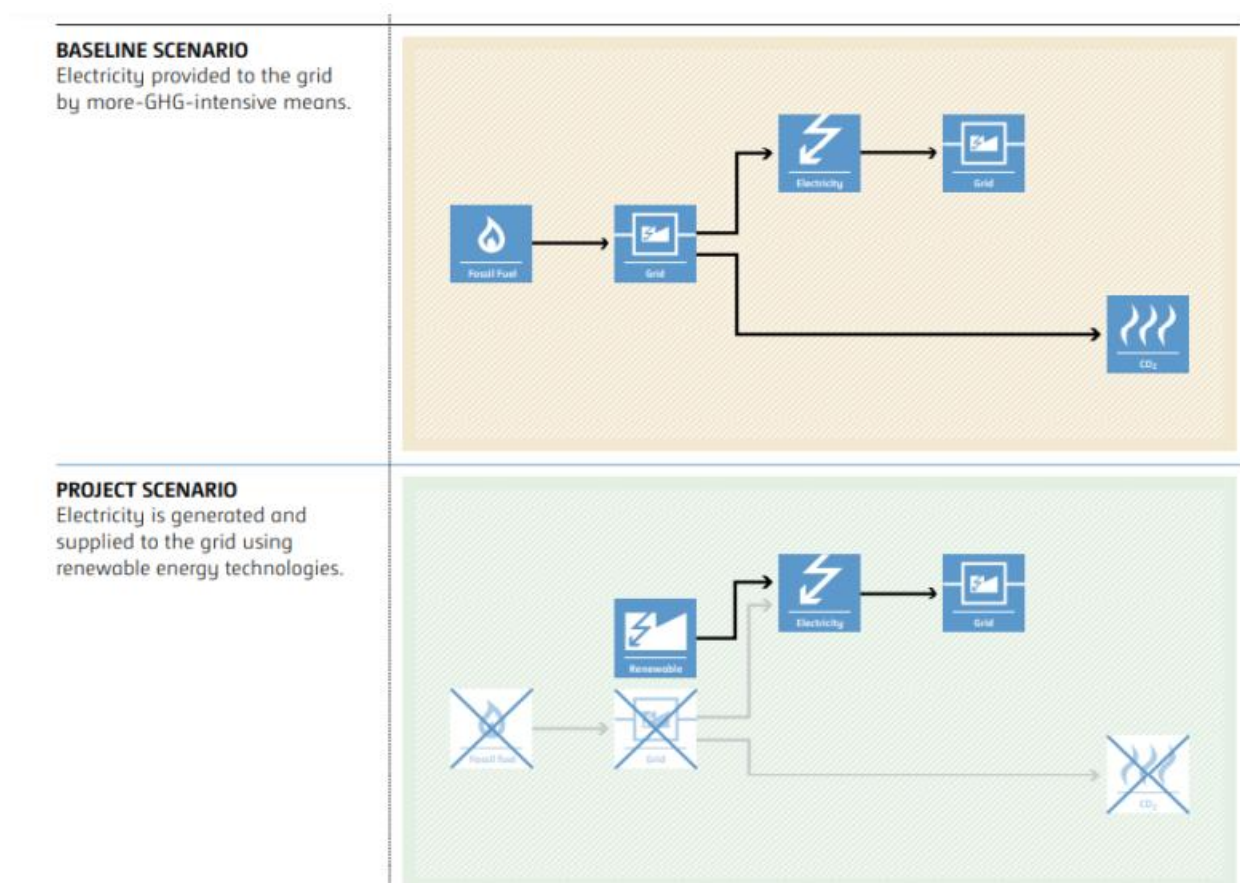 BASELINE SCENARIO
Electricity provided to the grid
by more-GHG-intensive means.
Electricity
Grid
Fossil Fuel
Grid
CO₂
PROJECT SCENARIO
Electricity is generated and
supplied to the grid using
renewable energy technologies.
Electricity
Grid
Renewable
Fossil Fuel
Grid
CO₂